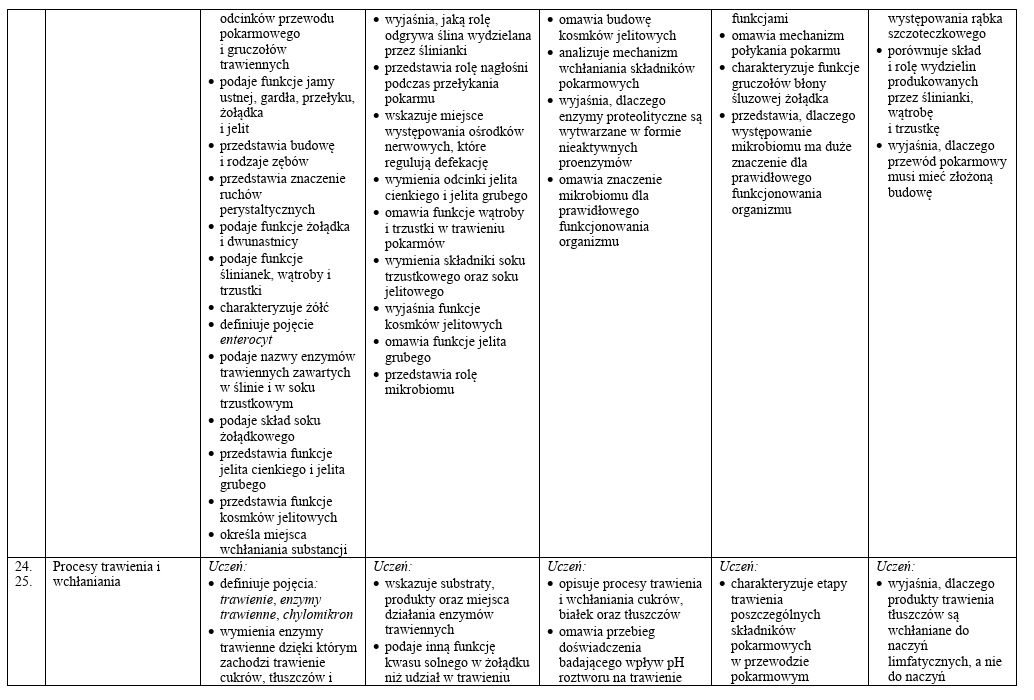 odcinków przewodu
pokarmowego
i gruczołów
trawiennych
• podaje funkcje jamy
ustnej, gardła, przełyku,
żołądka
i jelit
• przedstawia budowę
i rodzaje zębów
• przedstawia znaczenie
ruchów
perystaltycznych
• podaje funkcje żołądka
i dwunastnicy
• podaje funkcje
ślinianek, wątroby i
trzustki
• charakteryzuje żółć
• definiuje pojęcie
enterocyt
• podaje nazwy enzymów
trawiennych zawartych
w ślinie i w soku
trzustkowym
• podaje skład soku
żołądkowego
• przedstawia funkcje
jelita cienkiego i jelita
grubego
• przedstawia funkcje
kosmków jelitowych
• określa miejsca
wchłaniania substancji
• wyjaśnia, jaką rolę
odgrywa ślina wydzielana
przez ślinianki
• przedstawia rolę nagłośni
podczas przełykania
pokarmu
• wskazuje miejsce
występowania ośrodków
nerwowych, które
regulują defekację
• wymienia odcinki jelita
cienkiego i jelita grubego
• omawia funkcje wątroby
i trzustki w trawieniu
pokarmów
• wymienia składniki soku
trzustkowego oraz soku
jelitowego
• wyjaśnia funkcje
kosmków jelitowych
• omawia funkcje jelita
grubego
• przedstawia rolę
mikrobiomu
• omawia budowę
kosmków jelitowych
• analizuje mechanizm
wchłaniania składników
pokarmowych
• wyjaśnia, dlaczego
enzymy proteolityczne są
wytwarzane w formie
nieaktywnych
proenzymów
• omawia znaczenie
mikrobiomu dla
prawidłowego
funkcjonowania
organizmu
funkcjami
• omawia mechanizm
połykania pokarmu
• charakteryzuje funkcje
gruczołów błony
śluzowej żołądka
• przedstawia, dlaczego
występowanie
mikrobiomu ma duże
znaczenie dla
prawidłowego
funkcjonowania
organizmu
występowania rąbka
szczoteczkowego
• porównuje skład
i rolę wydzielin
produkowanych
przez ślinianki,
wątrobę
i trzustkę
• wyjaśnia, dlaczego
przewód pokarmowy
musi mieć złożoną
budowę
24.
25.
Procesy trawienia i
wchłaniania
Uczeń:
• definiuje pojęcia:
trawienie, enzymy
trawienne, chylomikron
• wymienia enzymy
trawienne dzięki którym
zachodzi trawienie
cukrów, tłuszczów i
Uczeń:
• wskazuje substraty,
produkty oraz miejsca
działania enzymów
trawiennych
• podaje inną funkcję
kwasu solnego w żołądku
niż udział w trawieniu
Uczeń:
• opisuje procesy trawienia
i wchłaniania cukrów,
białek oraz tłuszczów
• omawia przebieg
doświadczenia
badającego wpływ pH
roztworu na trawienie
Uczeń:
• charakteryzuje etapy
trawienia
poszczególnych
składników
pokarmowych
w przewodzie
pokarmowym
Uczeń:
• wyjaśnia, dlaczego
produkty trawienia
tłuszczów są
wchłaniane do
naczyń
limfatycznych, a nie
do naczyń